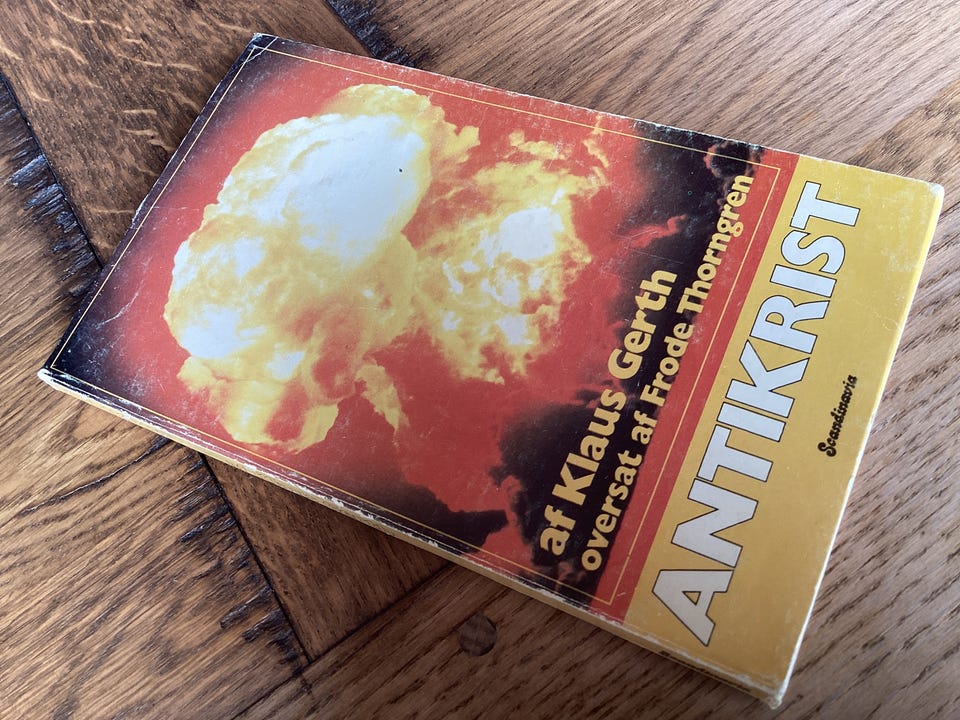 af Klaus Gerth
oversat af Frode Thorngren
ANTIKRIST
Scandinavia